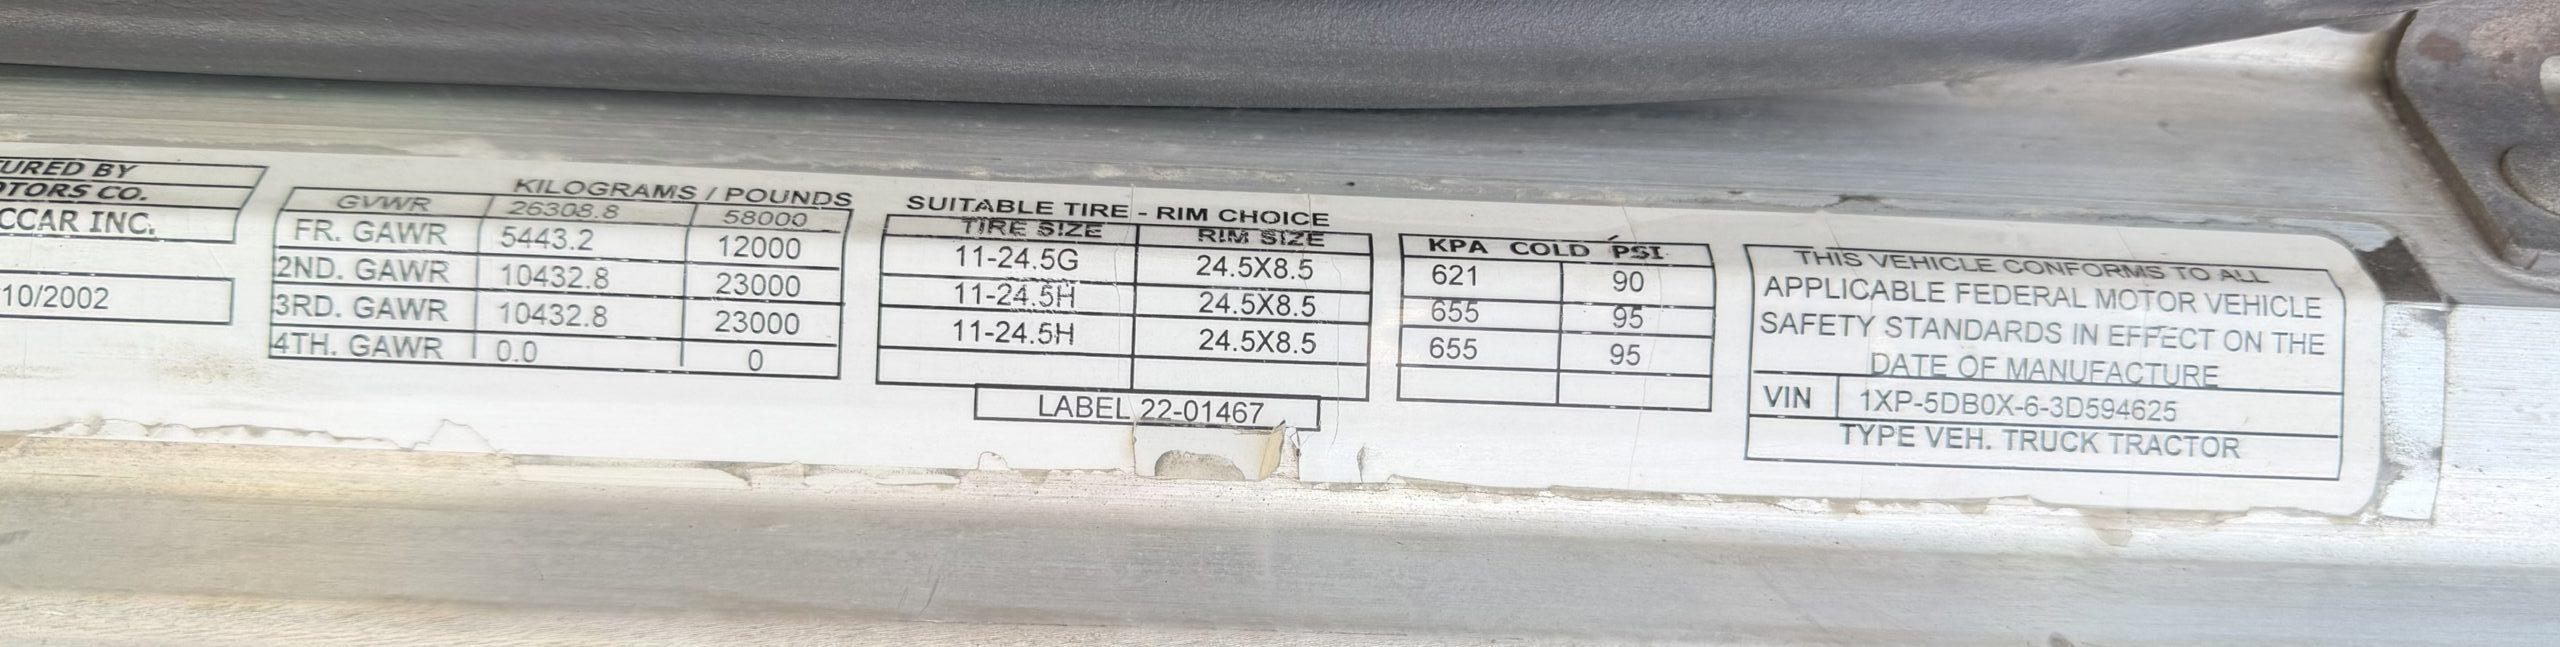 URED BY
OTORS CO.
CCAR INC.
10/2002
KILOGRAMS / POUNDS
GVWR 26308.8 58000
FR. GAWR 5443.2 12000
2ND. GAWR 10432.8 23000
3RD. GAWR 10432.8 23000
4TH. GAWR 0.0 0
SUITABLE TIRE - RIM CHOICE
TIRE SIZE RIM SIZE
11-24.5G 24.5X8.5
11-24.5H 24.5X8.5
11-24.5H 24.5X8.5
LABEL 22-01467
KPA COLD PSI
621 90
655 95
655 95
THIS VEHICLE CONFORMS TO ALL
APPLICABLE FEDERAL MOTOR VEHICLE
SAFETY STANDARDS IN EFFECT ON THE
DATE OF MANUFACTURE
VIN 1XP-5DB0X-6-3D594625
TYPE VEH. TRUCK TRACTOR